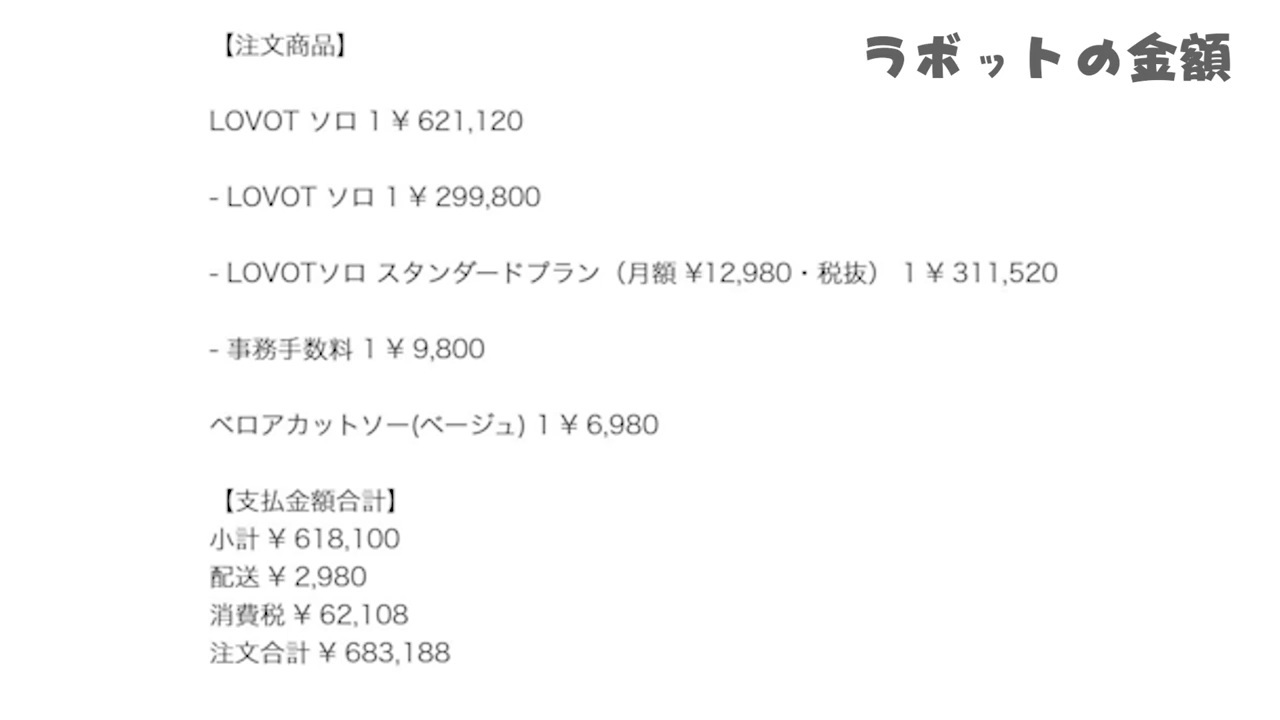 ラボットの金額
【注文商品】
LOVOT ソロ 1 ¥ 621,120
- LOVOT ソロ 1 ¥ 299,800
- LOVOTソロ スタンダードプラン（月額 ¥12,980・税抜） 1 ¥ 311,520
- 事務手数料 1 ¥ 9,800
ベロアカットソー(ベージュ) 1 ¥ 6,980
【支払金額合計】
小計 ¥ 618,100
配送 ¥ 2,980
消費税 ¥ 62,108
注文合計 ¥ 683,188